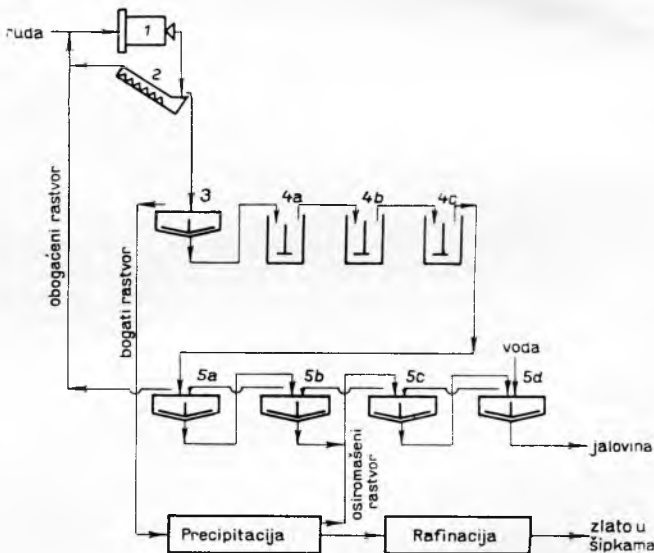 ruda
1
2
3
4a
4b
4c
obogaćeni rastvor
bogati rastvor
voda
5a
5b
5c
5d
jalovina
osiromašeni
rastvor
Precipitacija
Rafinacija
zlato u
šipkama